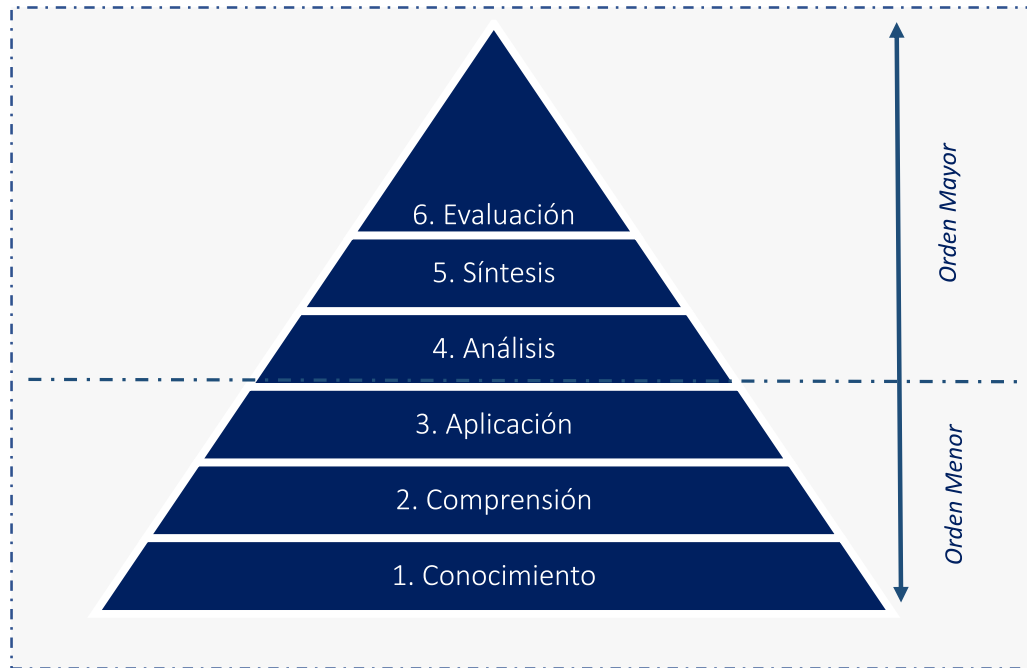 6. Evaluación
5. Síntesis
4. Análisis
3. Aplicación
2. Comprensión
1. Conocimiento
Orden Mayor
Orden Menor